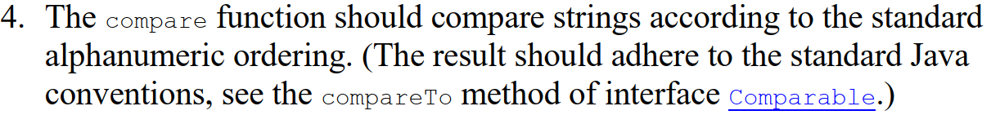 4. The compare function should compare strings according to the standard
alphanumeric ordering. (The result should adhere to the standard Java
conventions, see the compareTo method of interface Comparable.)